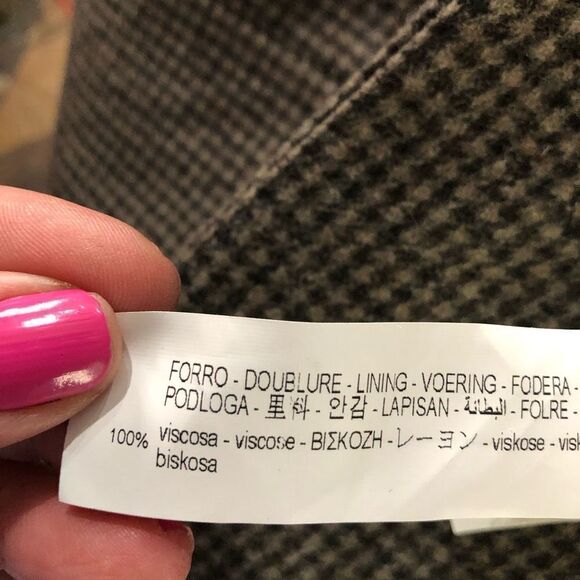 FORRO - DOUBLURE - LINING - VOERING - FODERA -
PODLOGA - 里料 - 안감 - LAPISAN - البطانة - FOLRE -
100% viscosa - viscose - ΒΙΣΚΟΖΗ - レーヨン - viskose - visk
biskosa